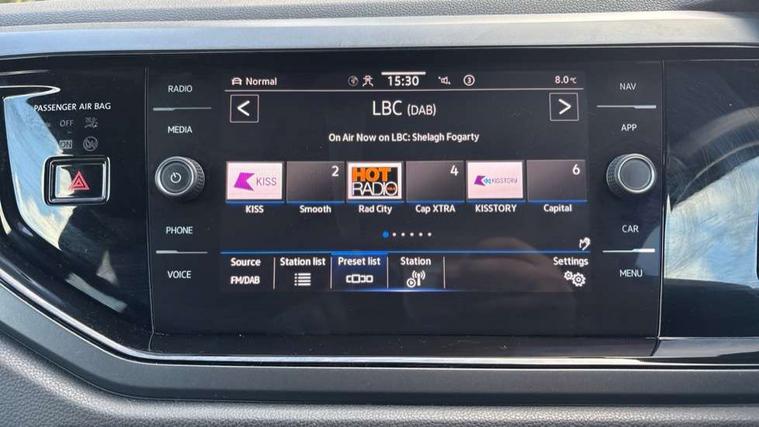 PASSENGER AIR BAG
OFF
ON
RADIO
MEDIA
PHONE
VOICE
Normal
15:30
3
8.0°C
<
LBC (DAB)
>
On Air Now on LBC: Shelagh Fogarty
KISS
2
HOT
RADIO
4
KISSTORY
6
KISS
Smooth
Rad City
Cap XTRA
KISSTORY
Capital
Source
Station list
Preset list
Station
Settings
FM/DAB
NAV
APP
CAR
MENU